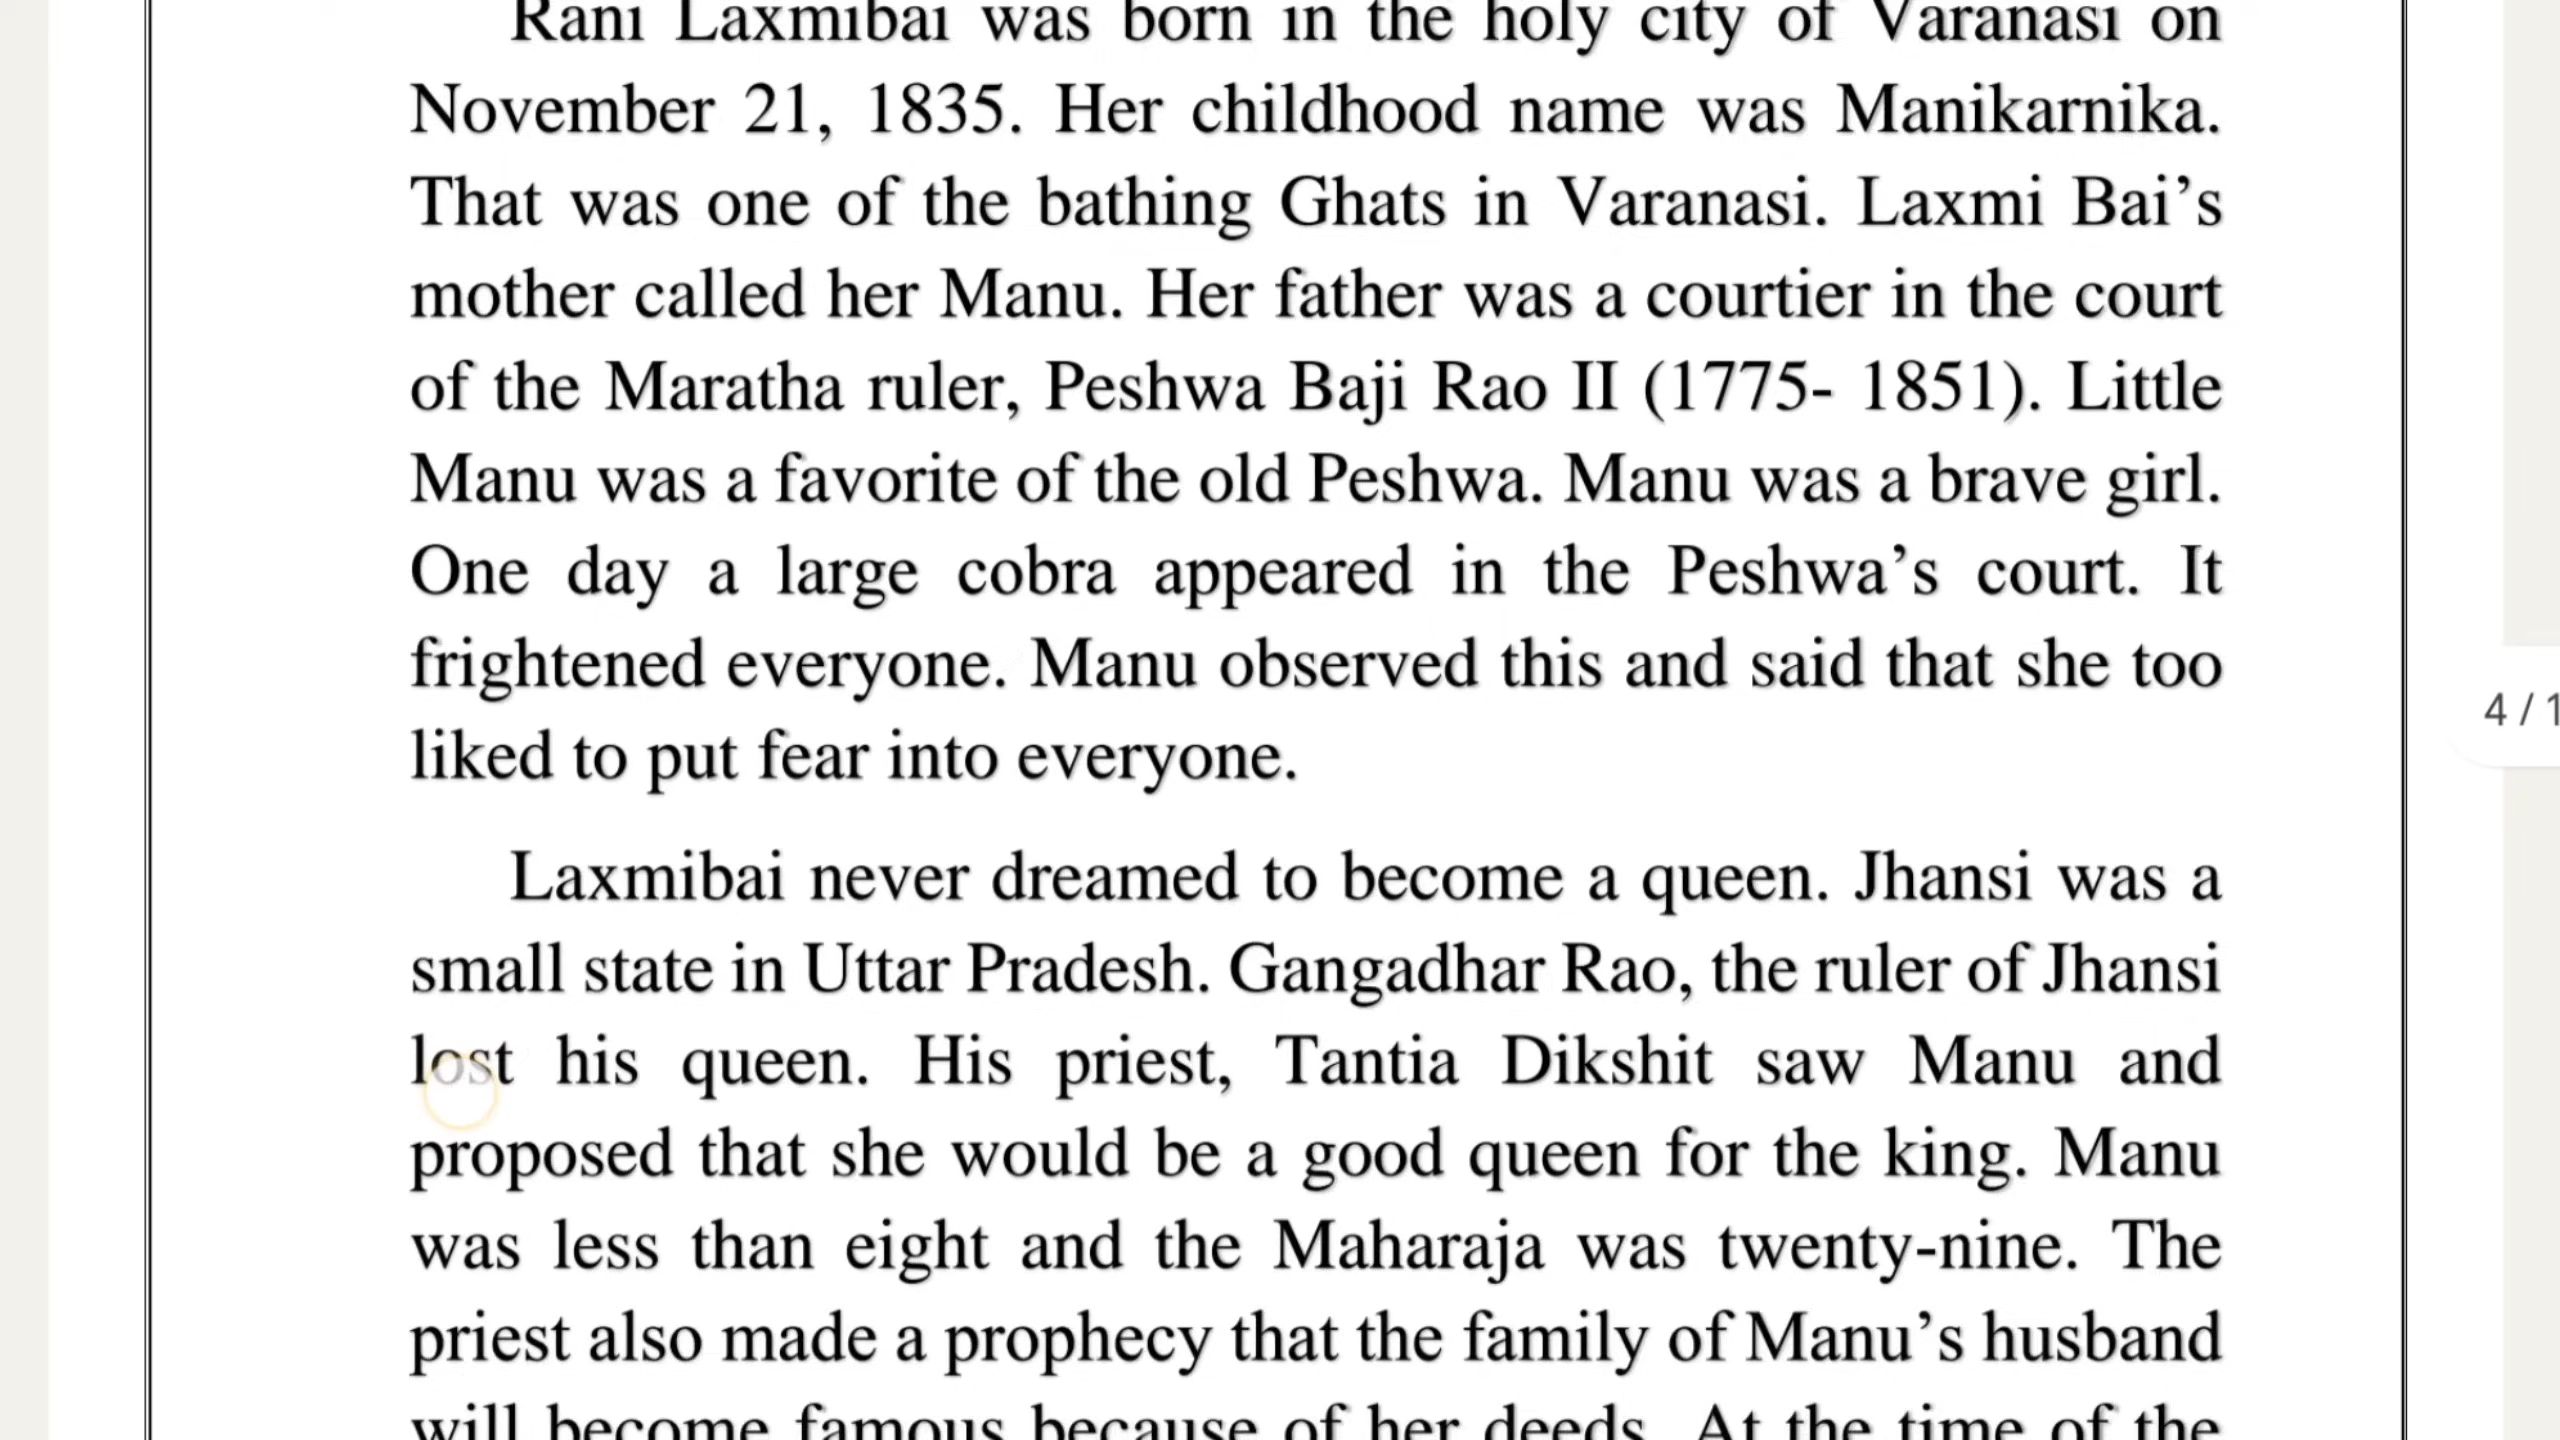 Rani Laxmibai was born in the holy city of Varanasi on
November 21, 1835. Her childhood name was Manikarnika.
That was one of the bathing Ghats in Varanasi. Laxmi Bai’s
mother called her Manu. Her father was a courtier in the court
of the Maratha ruler, Peshwa Baji Rao II (1775- 1851). Little
Manu was a favorite of the old Peshwa. Manu was a brave girl.
One day a large cobra appeared in the Peshwa’s court. It
frightened everyone. Manu observed this and said that she too
liked to put fear into everyone.
4 / 1
Laxmibai never dreamed to become a queen. Jhansi was a
small state in Uttar Pradesh. Gangadhar Rao, the ruler of Jhansi
lost his queen. His priest, Tantia Dikshit saw Manu and
proposed that she would be a good queen for the king. Manu
was less than eight and the Maharaja was twenty-nine. The
priest also made a prophecy that the family of Manu’s husband
will become famous because of her deeds. At the time of the